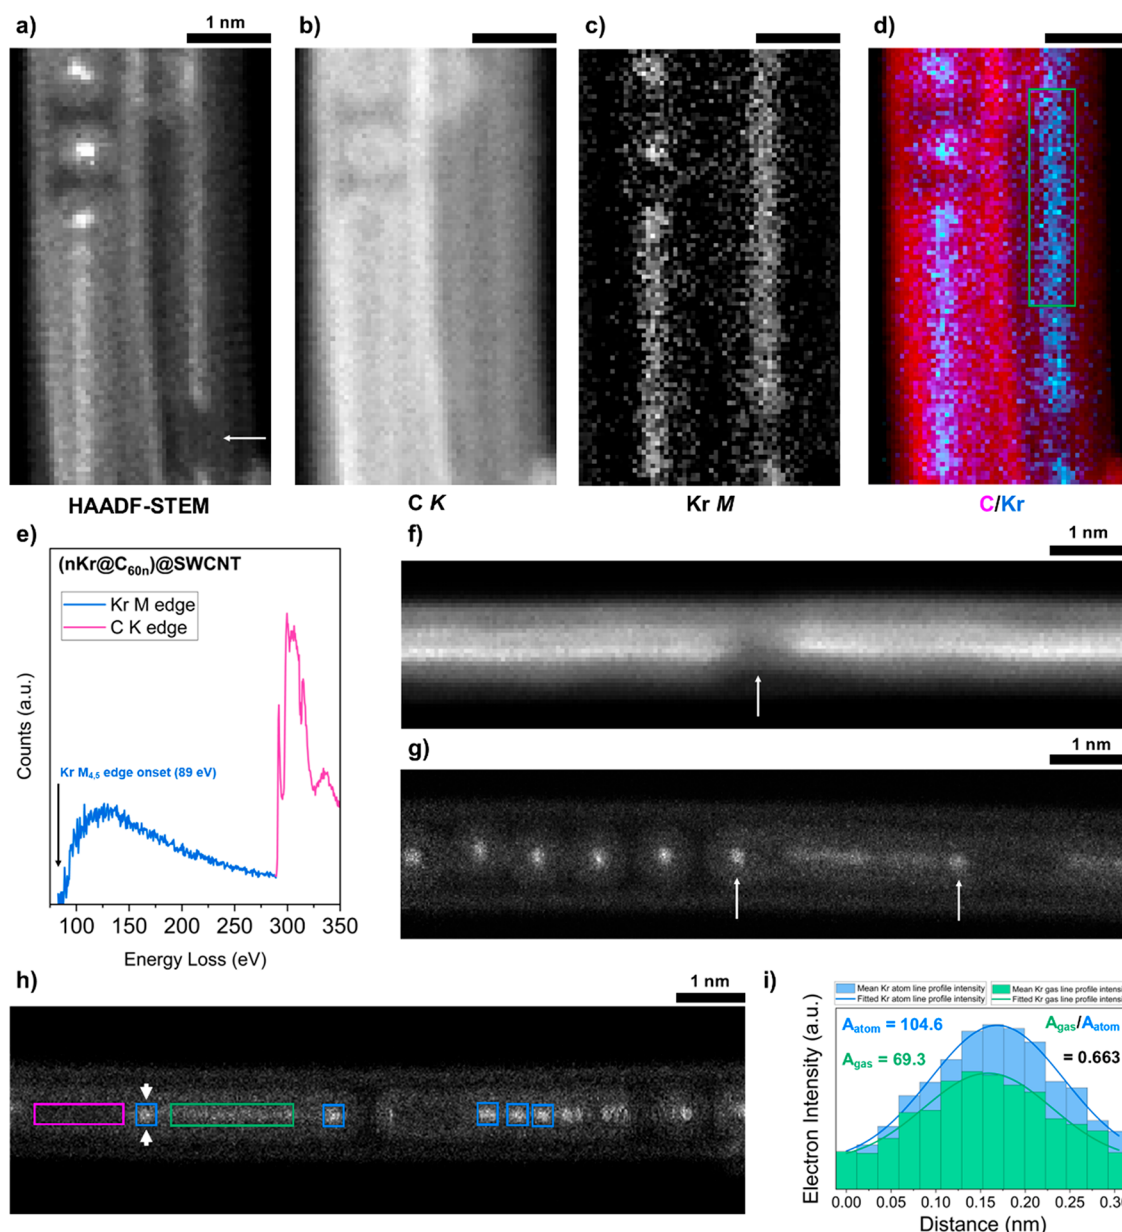 a)
1 nm
b)
c)
d)
HAADF-STEM
C K
Kr M
C/Kr
e)
(nKr@C60n)@SWCNT
Kr M edge
C K edge
Kr M4,5 edge onset (89 eV)
Counts (a.u.)
100 150 200 250 300 350
Energy Loss (eV)
f)
1 nm
g)
1 nm
h)
1 nm
i)
Mean Kr atom line profile intensity
Mean Kr gas line profile intensi
Fitted Kr atom line profile intensity
Fitted Kr gas line profile intensi
Aatom = 104.6
Agas/Aatom
Agas = 69.3
= 0.663
Electron Intensity (a.u.)
0.00 0.05 0.10 0.15 0.20 0.25 0.30
Distance (nm)